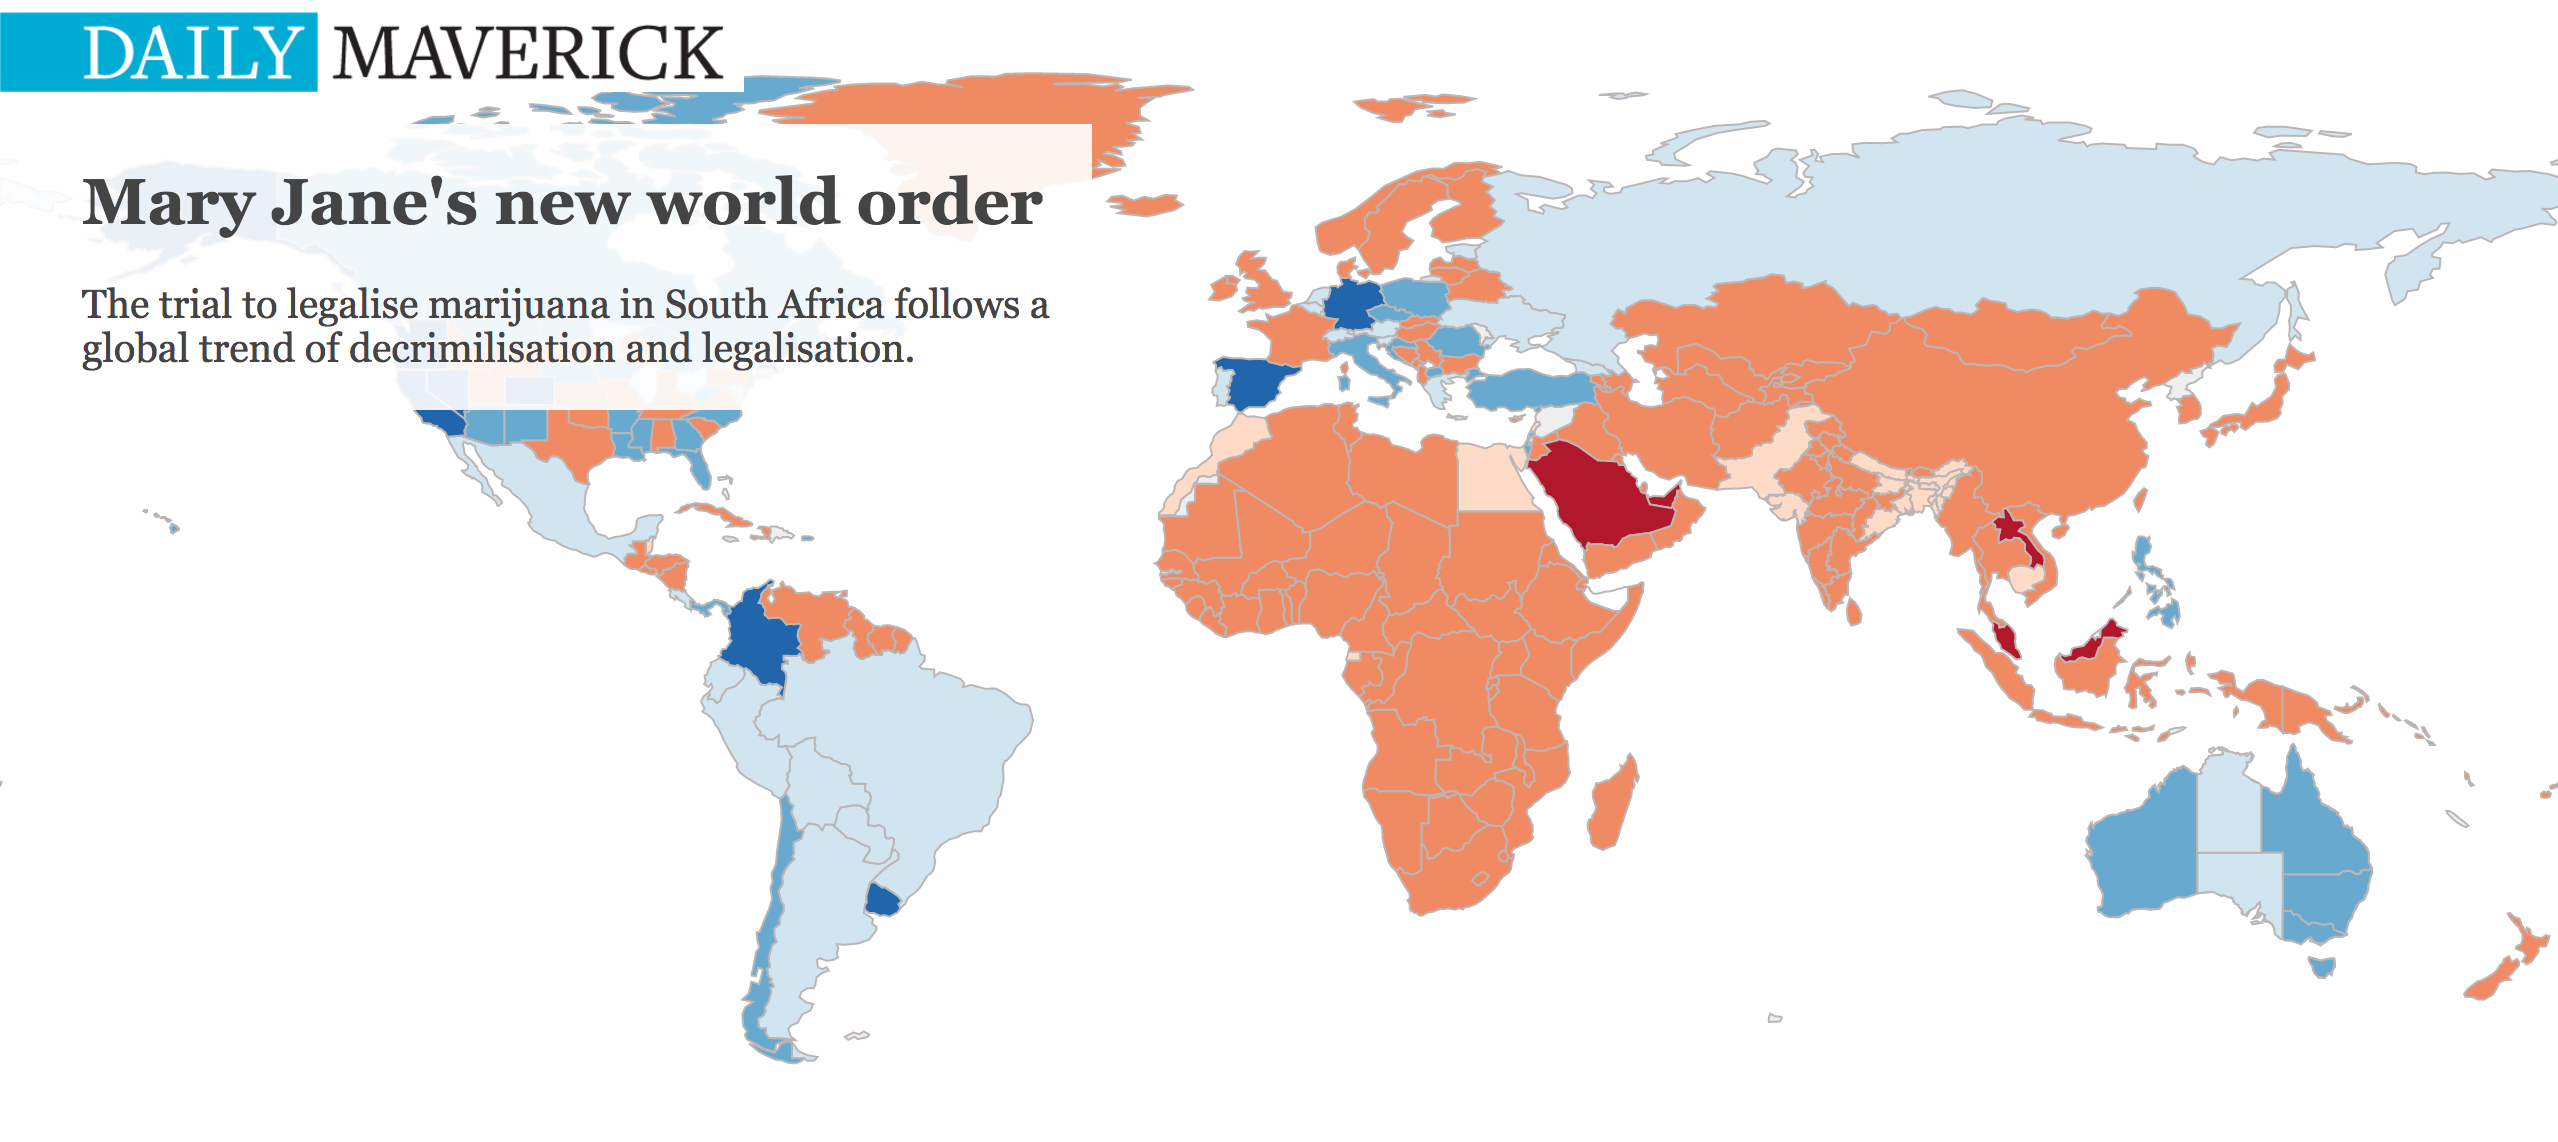 DAILY MAVERICK
Mary Jane's new world order
The trial to legalise marijuana in South Africa follows a
global trend of decrimilisation and legalisation.